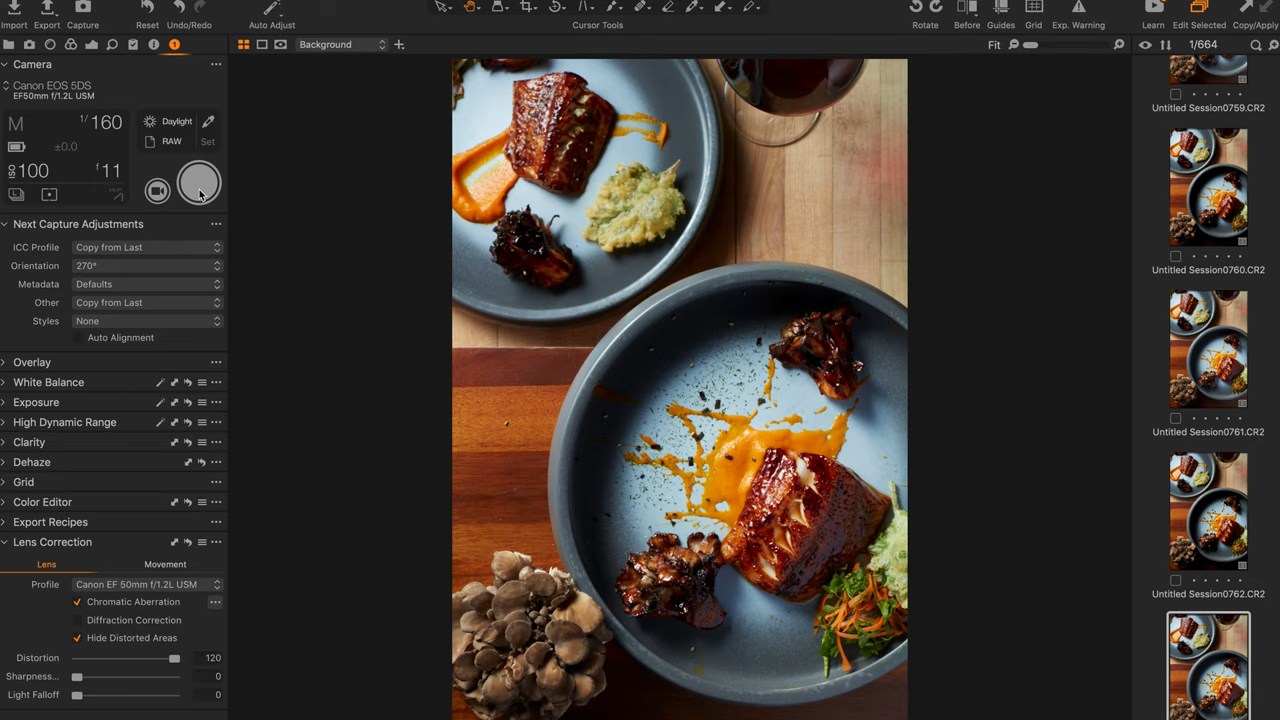 Import Export Capture Reset Undo/Redo Auto Adjust Cursor Tools Rotate Before Guides Grid Exp. Warning Learn Edit Selected Copy/Apply
1 Background Fit 1/664
Camera
Canon EOS 5DS
EF50mm f/1.2L USM
M 1/160 Daylight
±0.0 RAW Set
ISO 100 f 11
Next Capture Adjustments
ICC Profile Copy from Last
Orientation 270°
Metadata Defaults
Other Copy from Last
Styles None
Auto Alignment
Overlay
White Balance
Exposure
High Dynamic Range
Clarity
Dehaze
Grid
Color Editor
Export Recipes
Lens Correction
Lens Movement
Profile Canon EF 50mm f/1.2L USM
Chromatic Aberration
Diffraction Correction
Hide Distorted Areas
Distortion 120
Sharpness... 0
Light Falloff 0
Untitled Session0759.CR2
Untitled Session0760.CR2
Untitled Session0761.CR2
Untitled Session0762.CR2